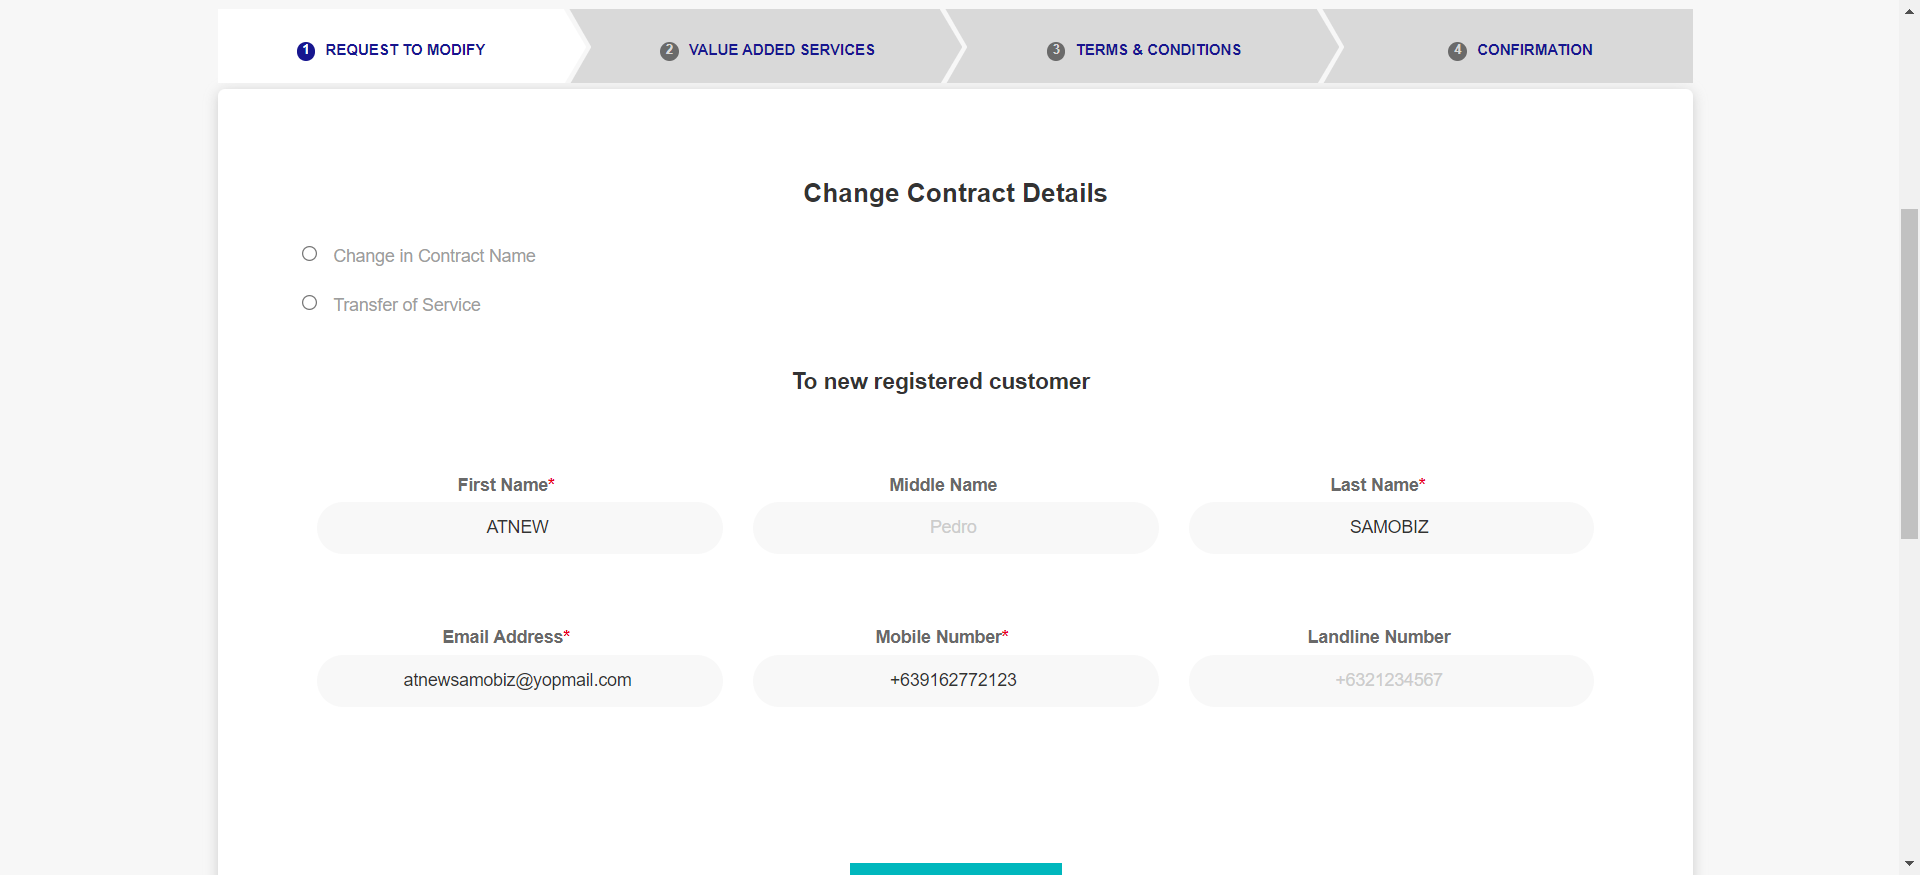 1 REQUEST TO MODIFY
2 VALUE ADDED SERVICES
3 TERMS & CONDITIONS
4 CONFIRMATION
Change Contract Details
Change in Contract Name
Transfer of Service
To new registered customer
First Name* Middle Name Last Name*
ATNEW Pedro SAMOBIZ
Email Address* Mobile Number* Landline Number
atnewsamobiz@yopmail.com +639162772123 +6321234567